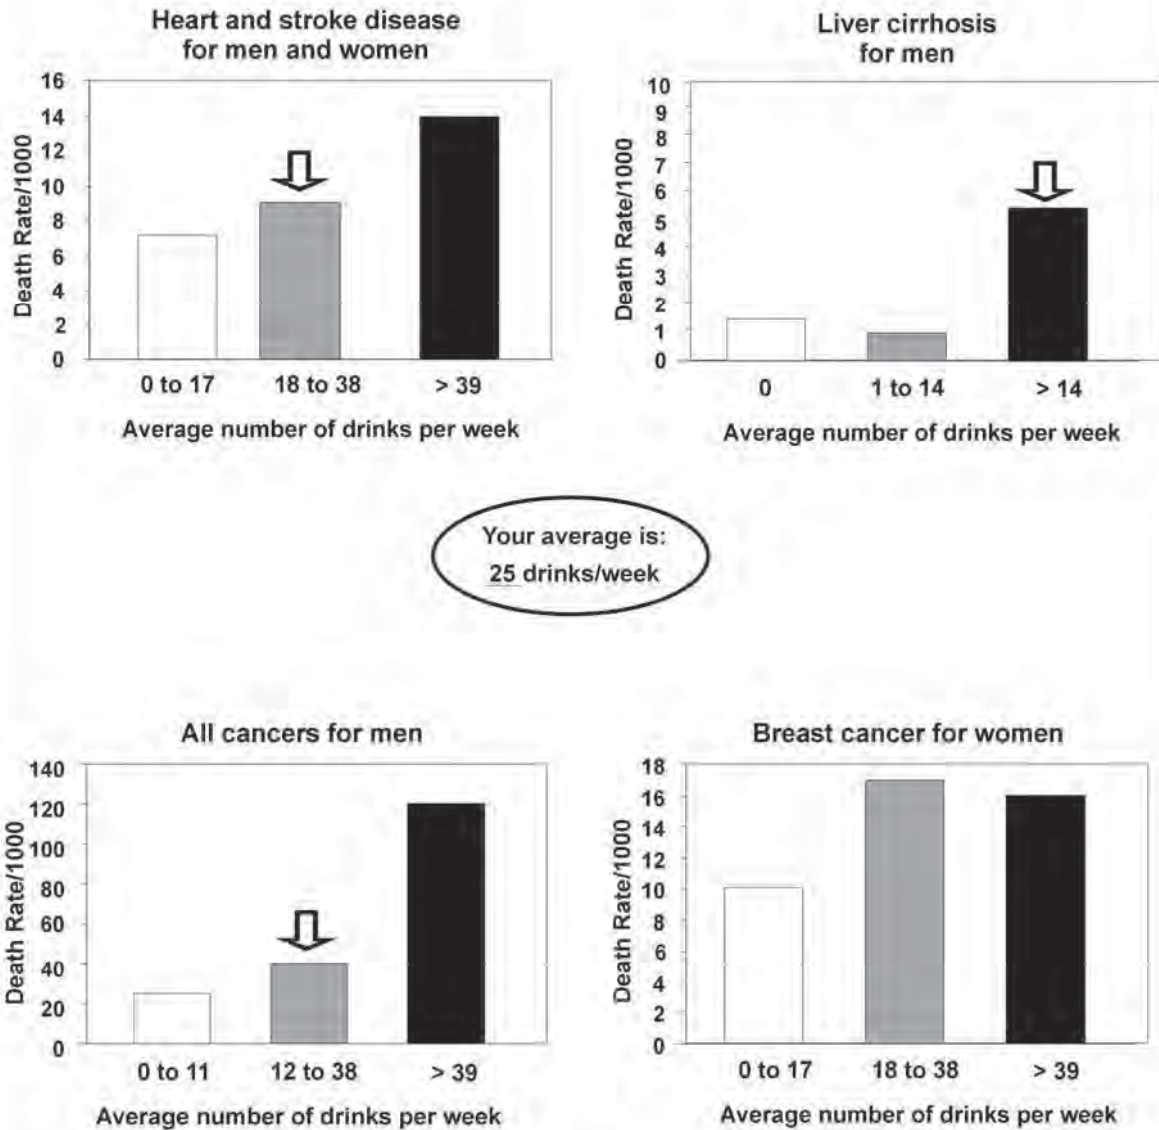 Heart and stroke disease
for men and women
Death Rate/1000
16
14
12
10
8
6
4
2
0
0 to 17 18 to 38 > 39
Average number of drinks per week
Liver cirrhosis
for men
Death Rate/1000
10
9
8
7
6
5
4
3
2
1
0
0 1 to 14 > 14
Average number of drinks per week
Your average is:
25 drinks/week
All cancers for men
Death Rate/1000
140
120
100
80
60
40
20
0
0 to 11 12 to 38 > 39
Average number of drinks per week
Breast cancer for women
Death Rate/1000
18
16
14
12
10
8
6
4
2
0
0 to 17 18 to 38 > 39
Average number of drinks per week